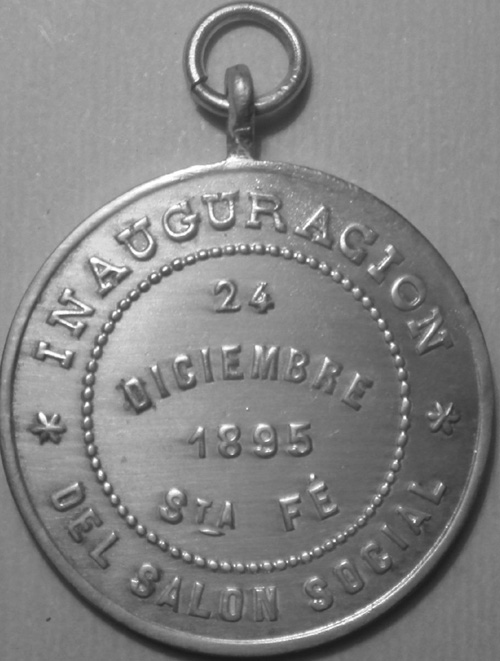 INAUGURACION
24
DICIEMBRE
1895
STA FÉ
DEL SALON SOCIAL